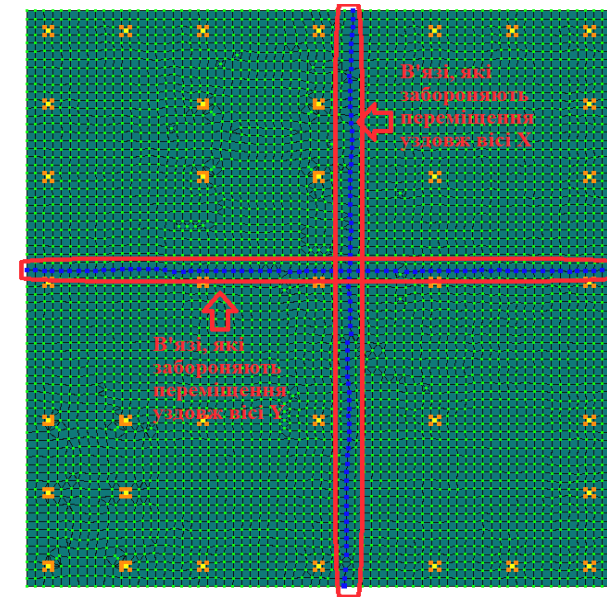 В'язі, які
забороняють
переміщення
уздовж вісі X
В'язі, які
забороняють
переміщення
уздовж вісі Y